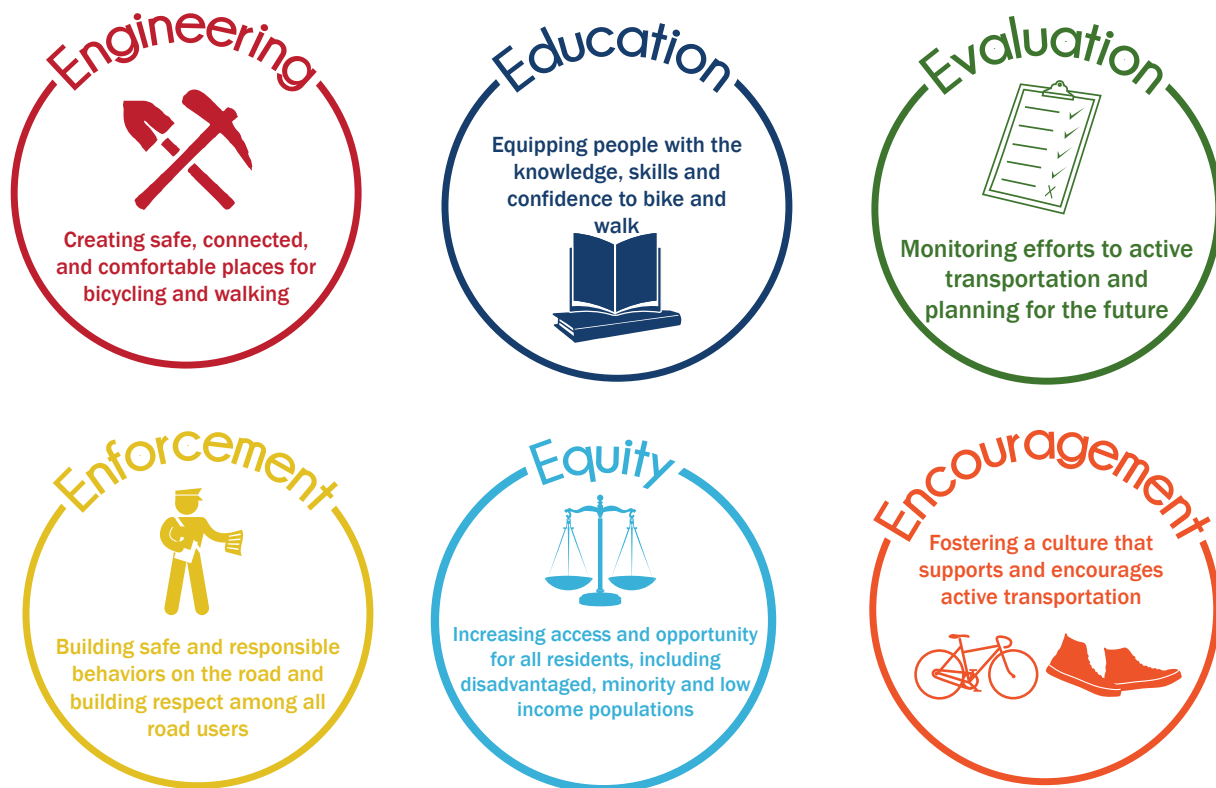 Engineering
Creating safe, connected,
and comfortable places for
bicycling and walking
Education
Equipping people with the
knowledge, skills and
confidence to bike and
walk
Evaluation
Monitoring efforts to active
transportation and
planning for the future
Enforcement
Building safe and responsible
behaviors on the road and
building respect among all
road users
Equity
Increasing access and opportunity
for all residents, including
disadvantaged, minority and low
income populations
Encouragement
Fostering a culture that
supports and encourages
active transportation